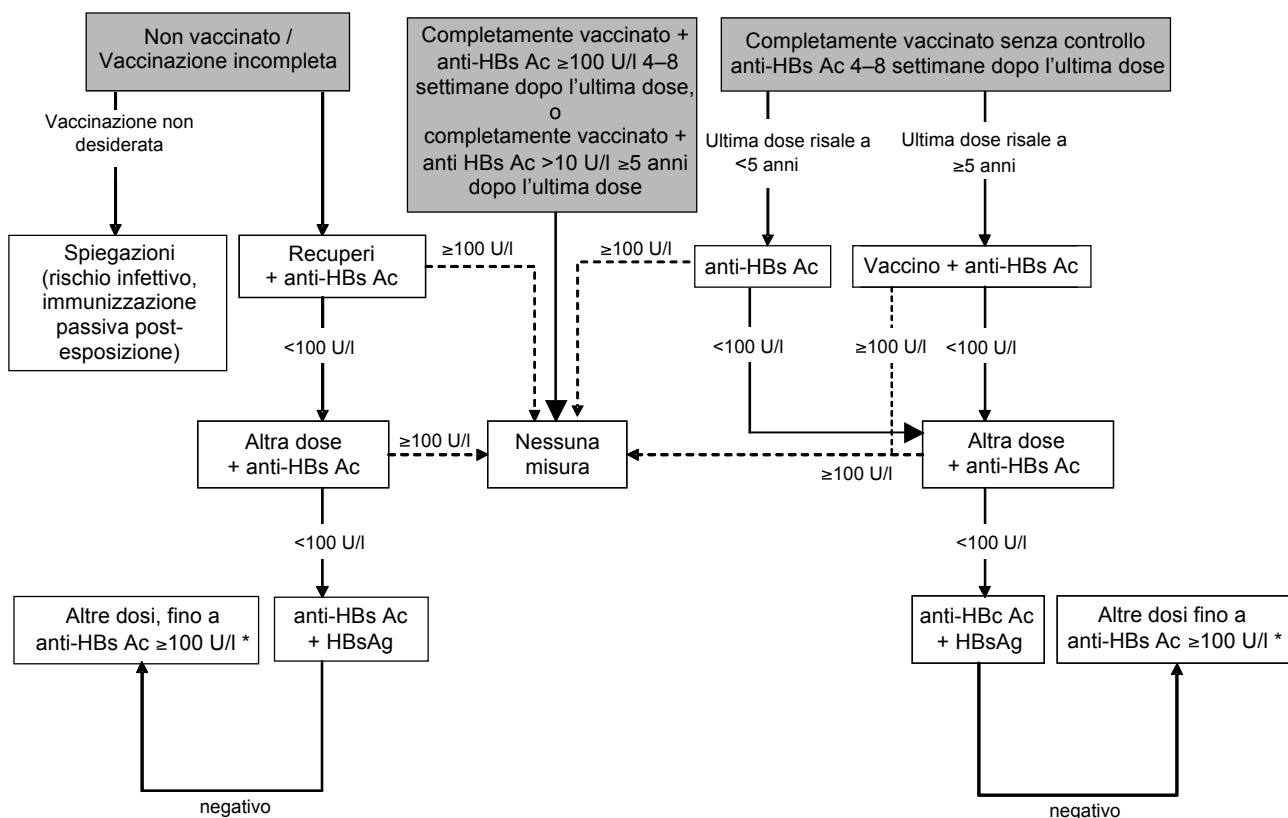 Non vaccinato /
Vaccinazione incompleta
Completamente vaccinato +
anti-HBs Ac ≥100 U/l 4–8
settimane dopo l'ultima dose,
o
completamente vaccinato +
anti HBs Ac >10 U/l ≥5 anni
dopo l'ultima dose
Completamente vaccinato senza controllo
anti-HBs Ac 4–8 settimane dopo l'ultima dose
Vaccinazione non
desiderata
Ultima dose risale a
<5 anni
Ultima dose risale a
≥5 anni
Spiegazioni
(rischio infettivo,
immunizzazione
passiva post-
esposizione)
Recuperi
+ anti-HBs Ac
≥100 U/l
≥100 U/l
anti-HBs Ac
Vaccino + anti-HBs Ac
<100 U/l
<100 U/l
≥100 U/l
<100 U/l
Altra dose
+ anti-HBs Ac
≥100 U/l
Nessuna
misura
≥100 U/l
Altra dose
+ anti-HBs Ac
<100 U/l
<100 U/l
Altre dosi, fino a
anti-HBs Ac ≥100 U/l *
anti-HBs Ac
+ HBsAg
anti-HBc Ac
+ HBsAg
Altre dosi fino a
anti-HBs Ac ≥100 U/l *
negativo
negativo